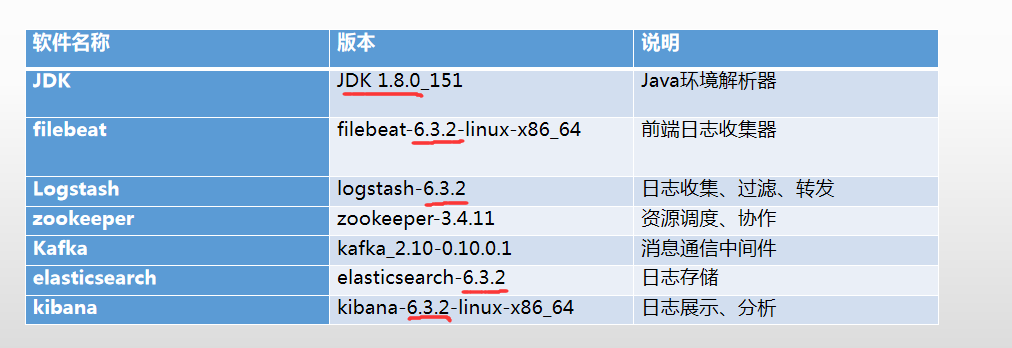 软件名称 版本 说明
JDK JDK 1.8.0_151 Java环境解析器
filebeat filebeat-6.3.2-linux-x86_64 前端日志收集器
Logstash logstash-6.3.2 日志收集、过滤、转发
zookeeper zookeeper-3.4.11 资源调度、协作
Kafka kafka_2.10-0.10.0.1 消息通信中间件
elasticsearch elasticsearch-6.3.2 日志存储
kibana kibana-6.3.2-linux-x86_64 日志展示、分析